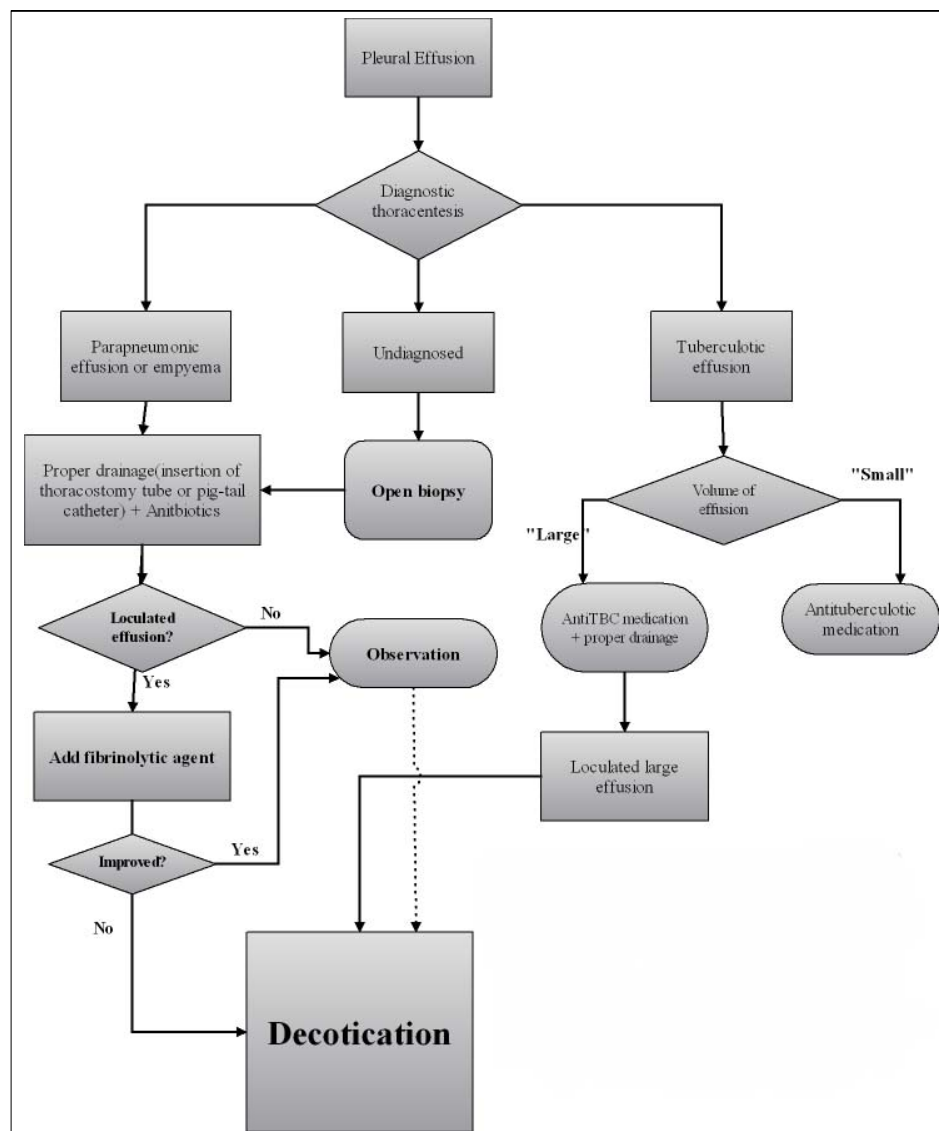 Pleural Effusion
Diagnostic
thoracentesis
Parapneumonic
effusion or empyema
Undiagnosed
Tuberculotic
effusion
Proper drainage(insertion of
thoracostomy tube or pig-tail
catheter) + Anitbiotics
Open biopsy
Volume of
effusion
"Small"
"Large"
Loculated
effusion?
No
Yes
Observation
AntiTBC medication
+ proper drainage
Antituberculotic
medication
Add fibrinolytic agent
Loculated large
effusion
Improved?
Yes
No
Decotication